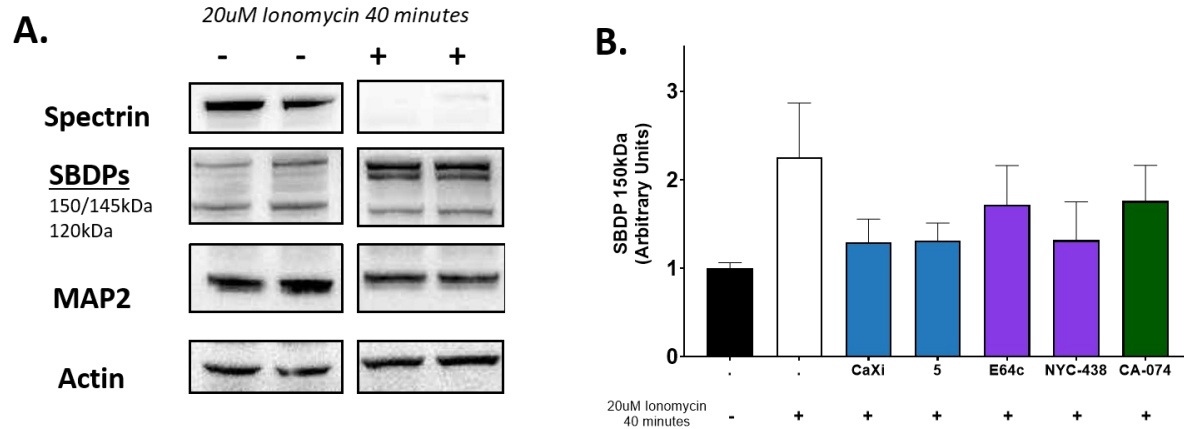 A.
20uM Ionomycin 40 minutes
- - + +
Spectrin
SBDPs
150/145kDa
120kDa
MAP2
Actin
B.
SBDP 150kDa
(Arbitrary Units)
3
2
1
0
. . CaXi 5 E64c NYC-438 CA-074
20uM Ionomycin
40 minutes
- + + + + + +